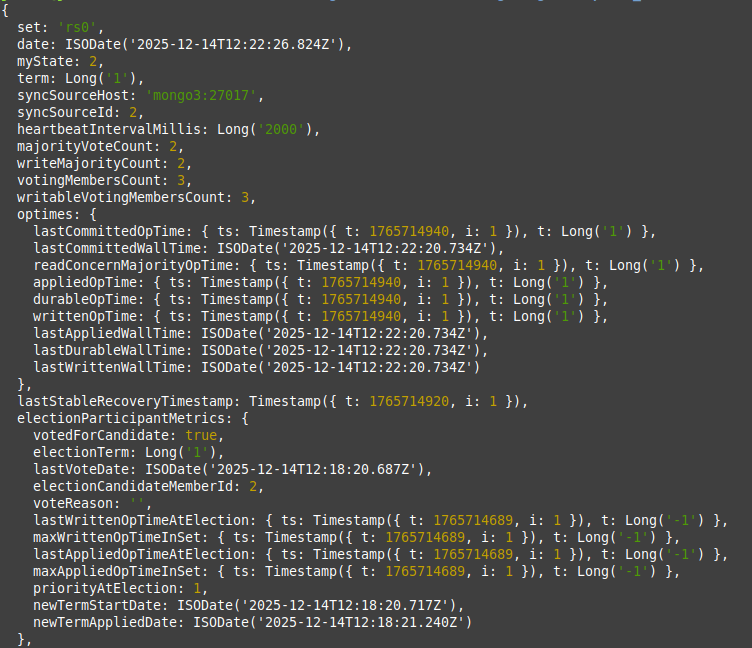 {
  set: 'rs0',
  date: ISODate('2025-12-14T12:22:26.824Z'),
  myState: 2,
  term: Long('1'),
  syncSourceHost: 'mongo3:27017',
  syncSourceId: 2,
  heartbeatIntervalMillis: Long('2000'),
  majorityVoteCount: 2,
  writeMajorityCount: 2,
  votingMembersCount: 3,
  writableVotingMembersCount: 3,
  optimes: {
    lastCommittedOpTime: { ts: Timestamp({ t: 1765714940, i: 1 }), t: Long('1') },
    lastCommittedWallTime: ISODate('2025-12-14T12:22:20.734Z'),
    readConcernMajorityOpTime: { ts: Timestamp({ t: 1765714940, i: 1 }), t: Long('1') },
    appliedOpTime: { ts: Timestamp({ t: 1765714940, i: 1 }), t: Long('1') },
    durableOpTime: { ts: Timestamp({ t: 1765714940, i: 1 }), t: Long('1') },
    writtenOpTime: { ts: Timestamp({ t: 1765714940, i: 1 }), t: Long('1') },
    lastAppliedWallTime: ISODate('2025-12-14T12:22:20.734Z'),
    lastDurableWallTime: ISODate('2025-12-14T12:22:20.734Z'),
    lastWrittenWallTime: ISODate('2025-12-14T12:22:20.734Z')
  },
  lastStableRecoveryTimestamp: Timestamp({ t: 1765714920, i: 1 }),
  electionParticipantMetrics: {
    votedForCandidate: true,
    electionTerm: Long('1'),
    lastVoteDate: ISODate('2025-12-14T12:18:20.687Z'),
    electionCandidateMemberId: 2,
    voteReason: '',
    lastWrittenOpTimeAtElection: { ts: Timestamp({ t: 1765714689, i: 1 }), t: Long('-1') },
    maxWrittenOpTimeInSet: { ts: Timestamp({ t: 1765714689, i: 1 }), t: Long('-1') },
    lastAppliedOpTimeAtElection: { ts: Timestamp({ t: 1765714689, i: 1 }), t: Long('-1') },
    maxAppliedOpTimeInSet: { ts: Timestamp({ t: 1765714689, i: 1 }), t: Long('-1') },
    priorityAtElection: 1,
    newTermStartDate: ISODate('2025-12-14T12:18:20.717Z'),
    newTermAppliedDate: ISODate('2025-12-14T12:18:21.240Z')
  },